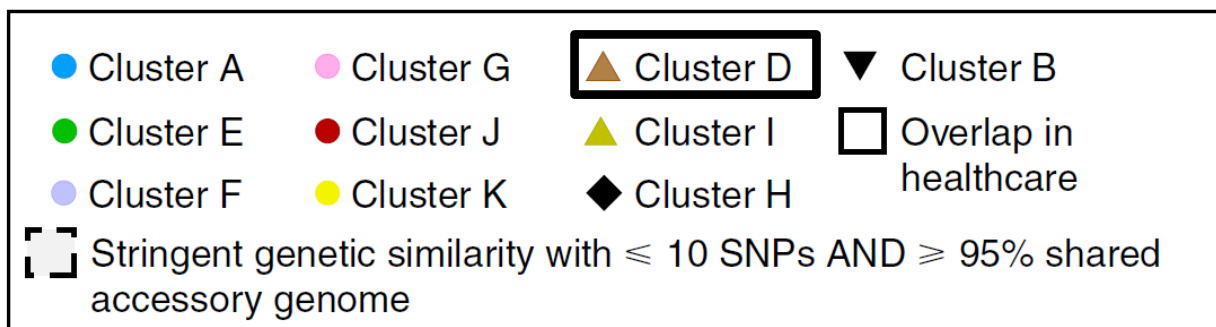 Cluster A Cluster G Cluster D Cluster B
Cluster E Cluster J Cluster I Overlap in
healthcare
Cluster F Cluster K Cluster H
Stringent genetic similarity with ⩽ 10 SNPs AND ⩾ 95% shared
accessory genome